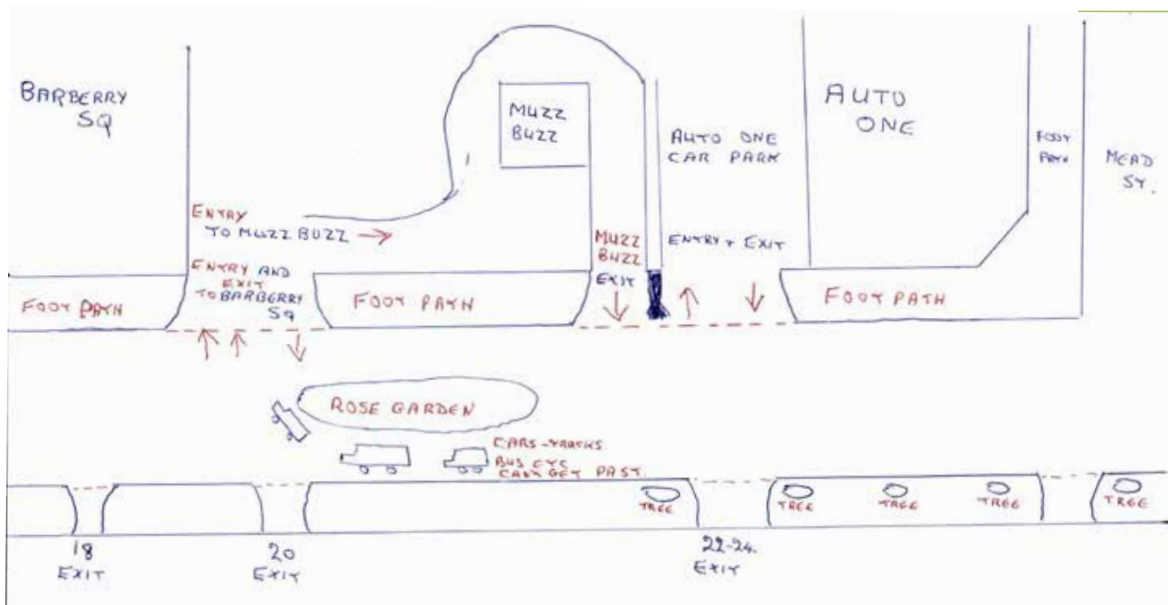 BARBERRY
SQ
MUZZ
BUZZ
AUTO ONE
CAR PARK
AUTO
ONE
FOOT
PATH
MEAD
ST.
ENTRY
TO MUZZ BUZZ
MUZZ
BUZZ
EXIT
ENTRY + EXIT
ENTRY AND
EXIT
TO BARBERRY
SQ
FOOT PATH
FOOT PATH
FOOT PATH
ROSE GARDEN
CARS - TRUCKS
BUS ETC
CANT GET PAST.
TREE
TREE
TREE
TREE
TREE
18
EXIT
20
EXIT
22-24.
EXIT